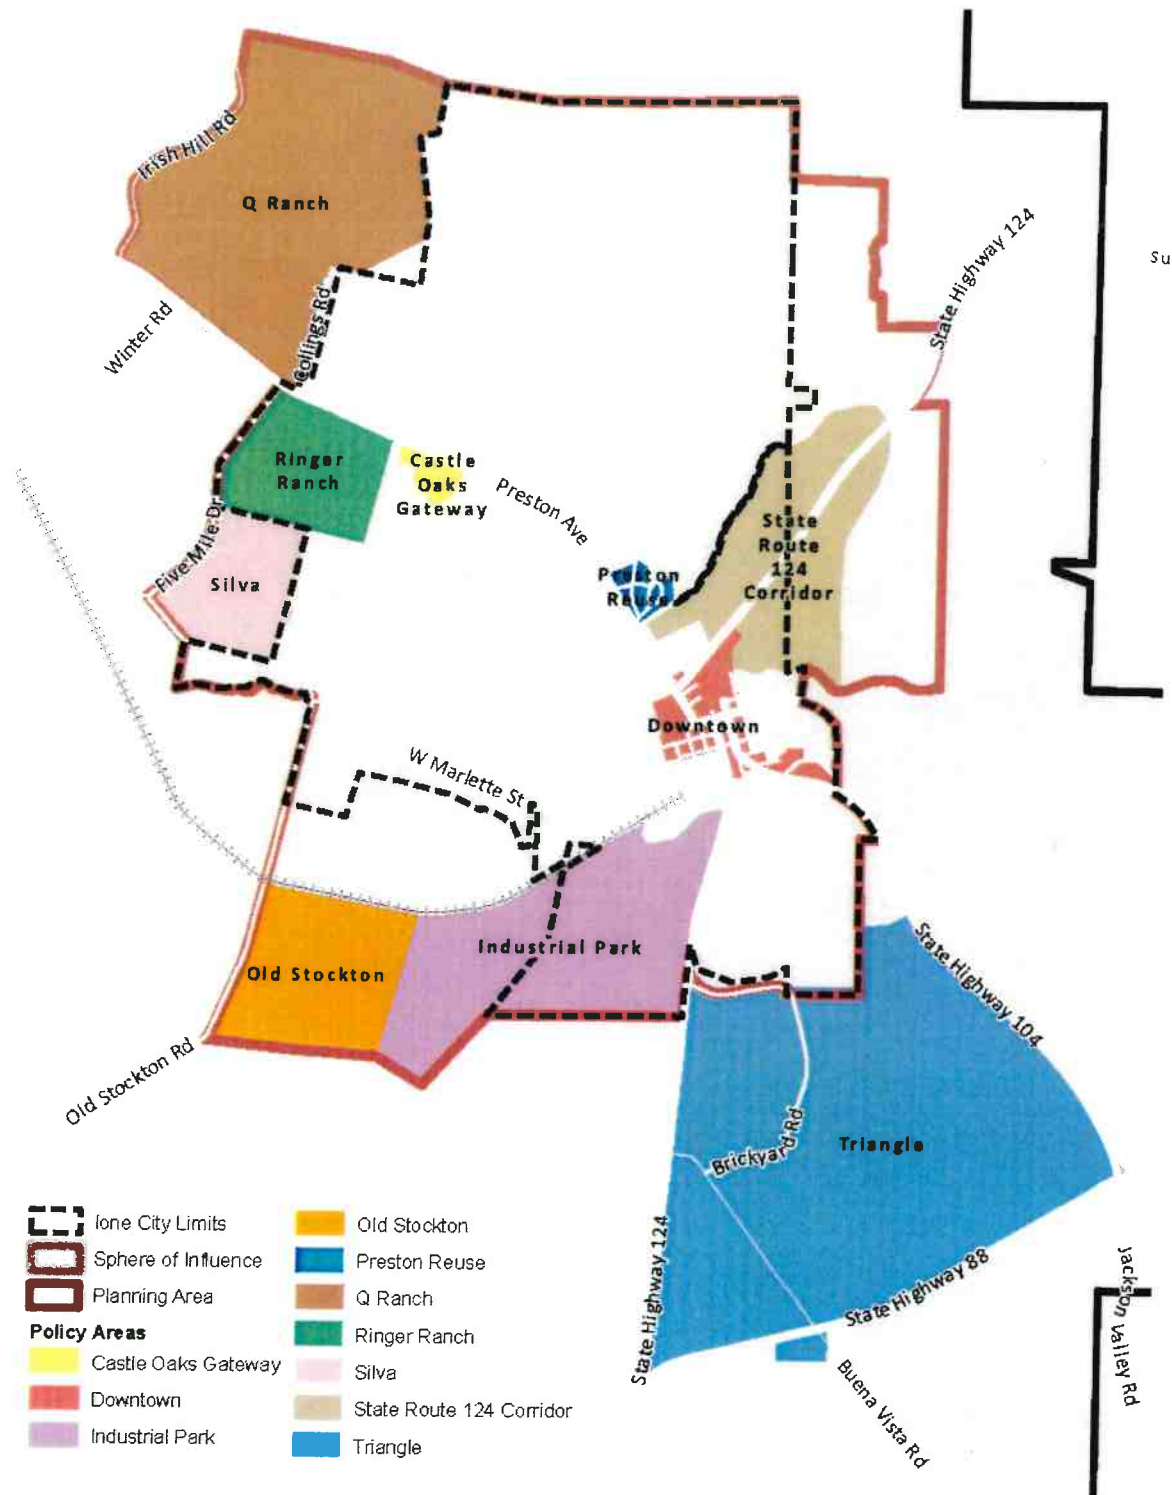 Irish Hill Rd
Q Ranch
State Highway 124
Su
Winter Rd
Collings Rd
Ringer
Ranch
Castle
Oaks
Gateway
Preston Ave
Five Mile Dr
Silva
State
Route
124
Corridor
Preston
Reuse
Downtown
W Marlette St
Industrial Park
Old Stockton
State Highway 104
Old Stockton Rd
Brickyard Rd
Triangle
State Highway 124
State Highway 88
Jackson Valley Rd
Buena Vista Rd
Ione City Limits
Sphere of Influence
Planning Area
Policy Areas
Castle Oaks Gateway
Downtown
Industrial Park
Old Stockton
Preston Reuse
Q Ranch
Ringer Ranch
Silva
State Route 124 Corridor
Triangle